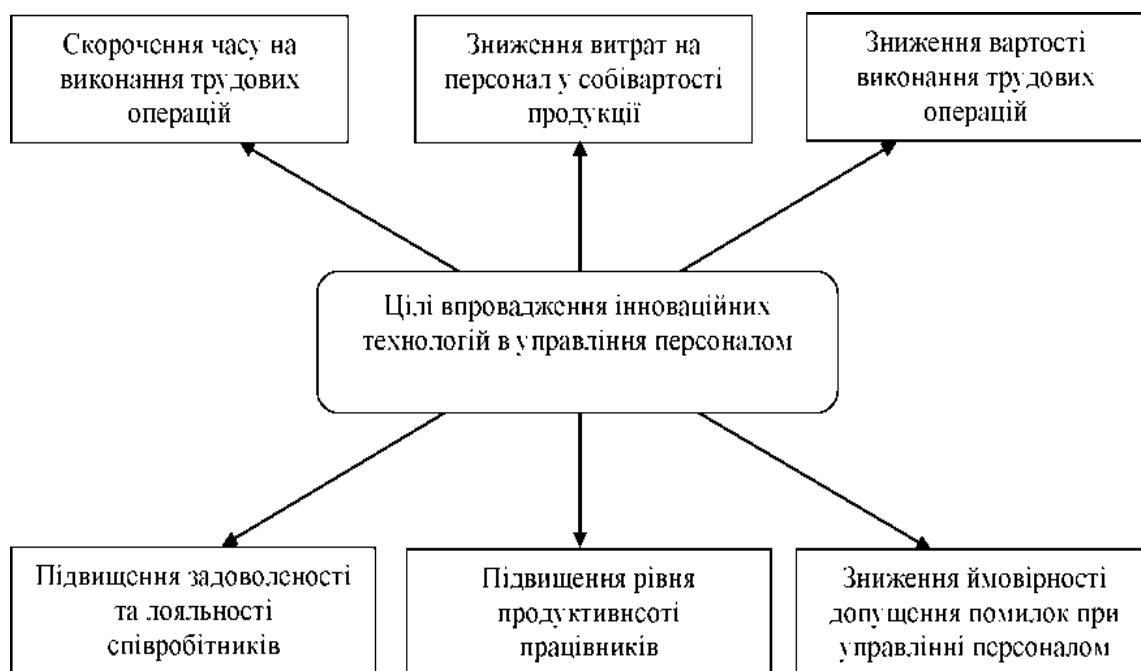 Скорочення часу на
виконання трудових
операцій
Зниження витрат на
персонал у собівартості
продукції
Зниження вартості
виконання трудових
операцій
Цілі впровадження інноваційних
технологій в управління персоналом
Підвищення задоволеності
та лояльності
співробітників
Підвищення рівня
продуктивнсоті
працівників
Зниження ймовірності
допущення помилок при
управлінні персоналом